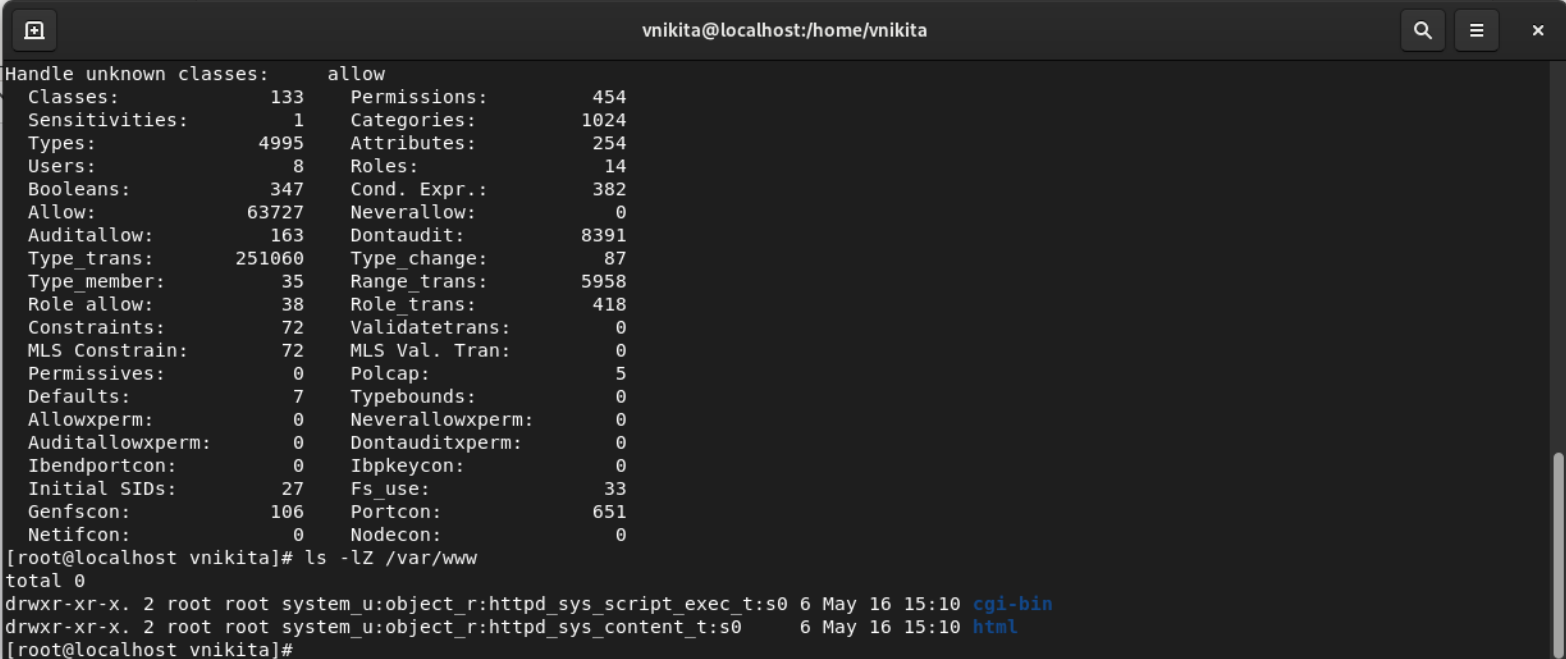 vnikita@localhost:/home/vnikita
Handle unknown classes:     allow
  Classes:             133    Permissions:         454
  Sensitivities:         1    Categories:         1024
  Types:              4995    Attributes:          254
  Users:                 8    Roles:                14
  Booleans:            347    Cond. Expr.:         382
  Allow:             63727    Neverallow:            0
  Auditallow:          163    Dontaudit:          8391
  Type_trans:       251060    Type_change:          87
  Type_member:          35    Range_trans:        5958
  Role allow:           38    Role_trans:          418
  Constraints:          72    Validatetrans:         0
  MLS Constrain:        72    MLS Val. Tran:         0
  Permissives:           0    Polcap:                5
  Defaults:              7    Typebounds:            0
  Allowxperm:            0    Neverallowxperm:       0
  Auditallowxperm:       0    Dontauditxperm:        0
  Ibendportcon:          0    Ibpkeycon:             0
  Initial SIDs:         27    Fs_use:               33
  Genfscon:            106    Portcon:             651
  Netifcon:              0    Nodecon:               0
[root@localhost vnikita]# ls -lZ /var/www
total 0
drwxr-xr-x. 2 root root system_u:object_r:httpd_sys_script_exec_t:s0 6 May 16 15:10 cgi-bin
drwxr-xr-x. 2 root root system_u:object_r:httpd_sys_content_t:s0     6 May 16 15:10 html
[root@localhost vnikita]#